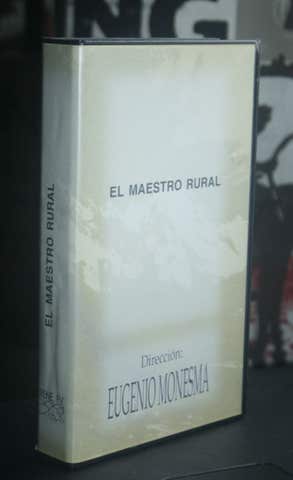 EL MAESTRO RURAL
Dirección:
EUGENIO MONESMA
EL MAESTRO RURAL